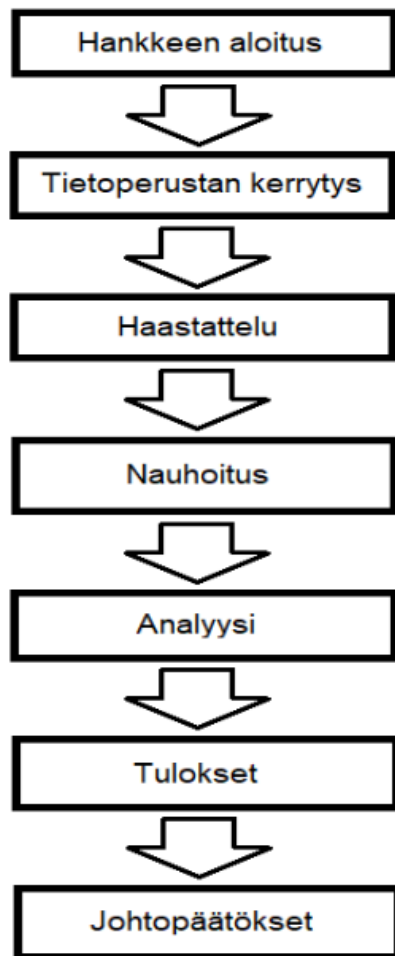 Hankkeen aloitus
Tietoperustan kerrytys
Haastattelu
Nauhoitus
Analyysi
Tulokset
Johtopäätökset